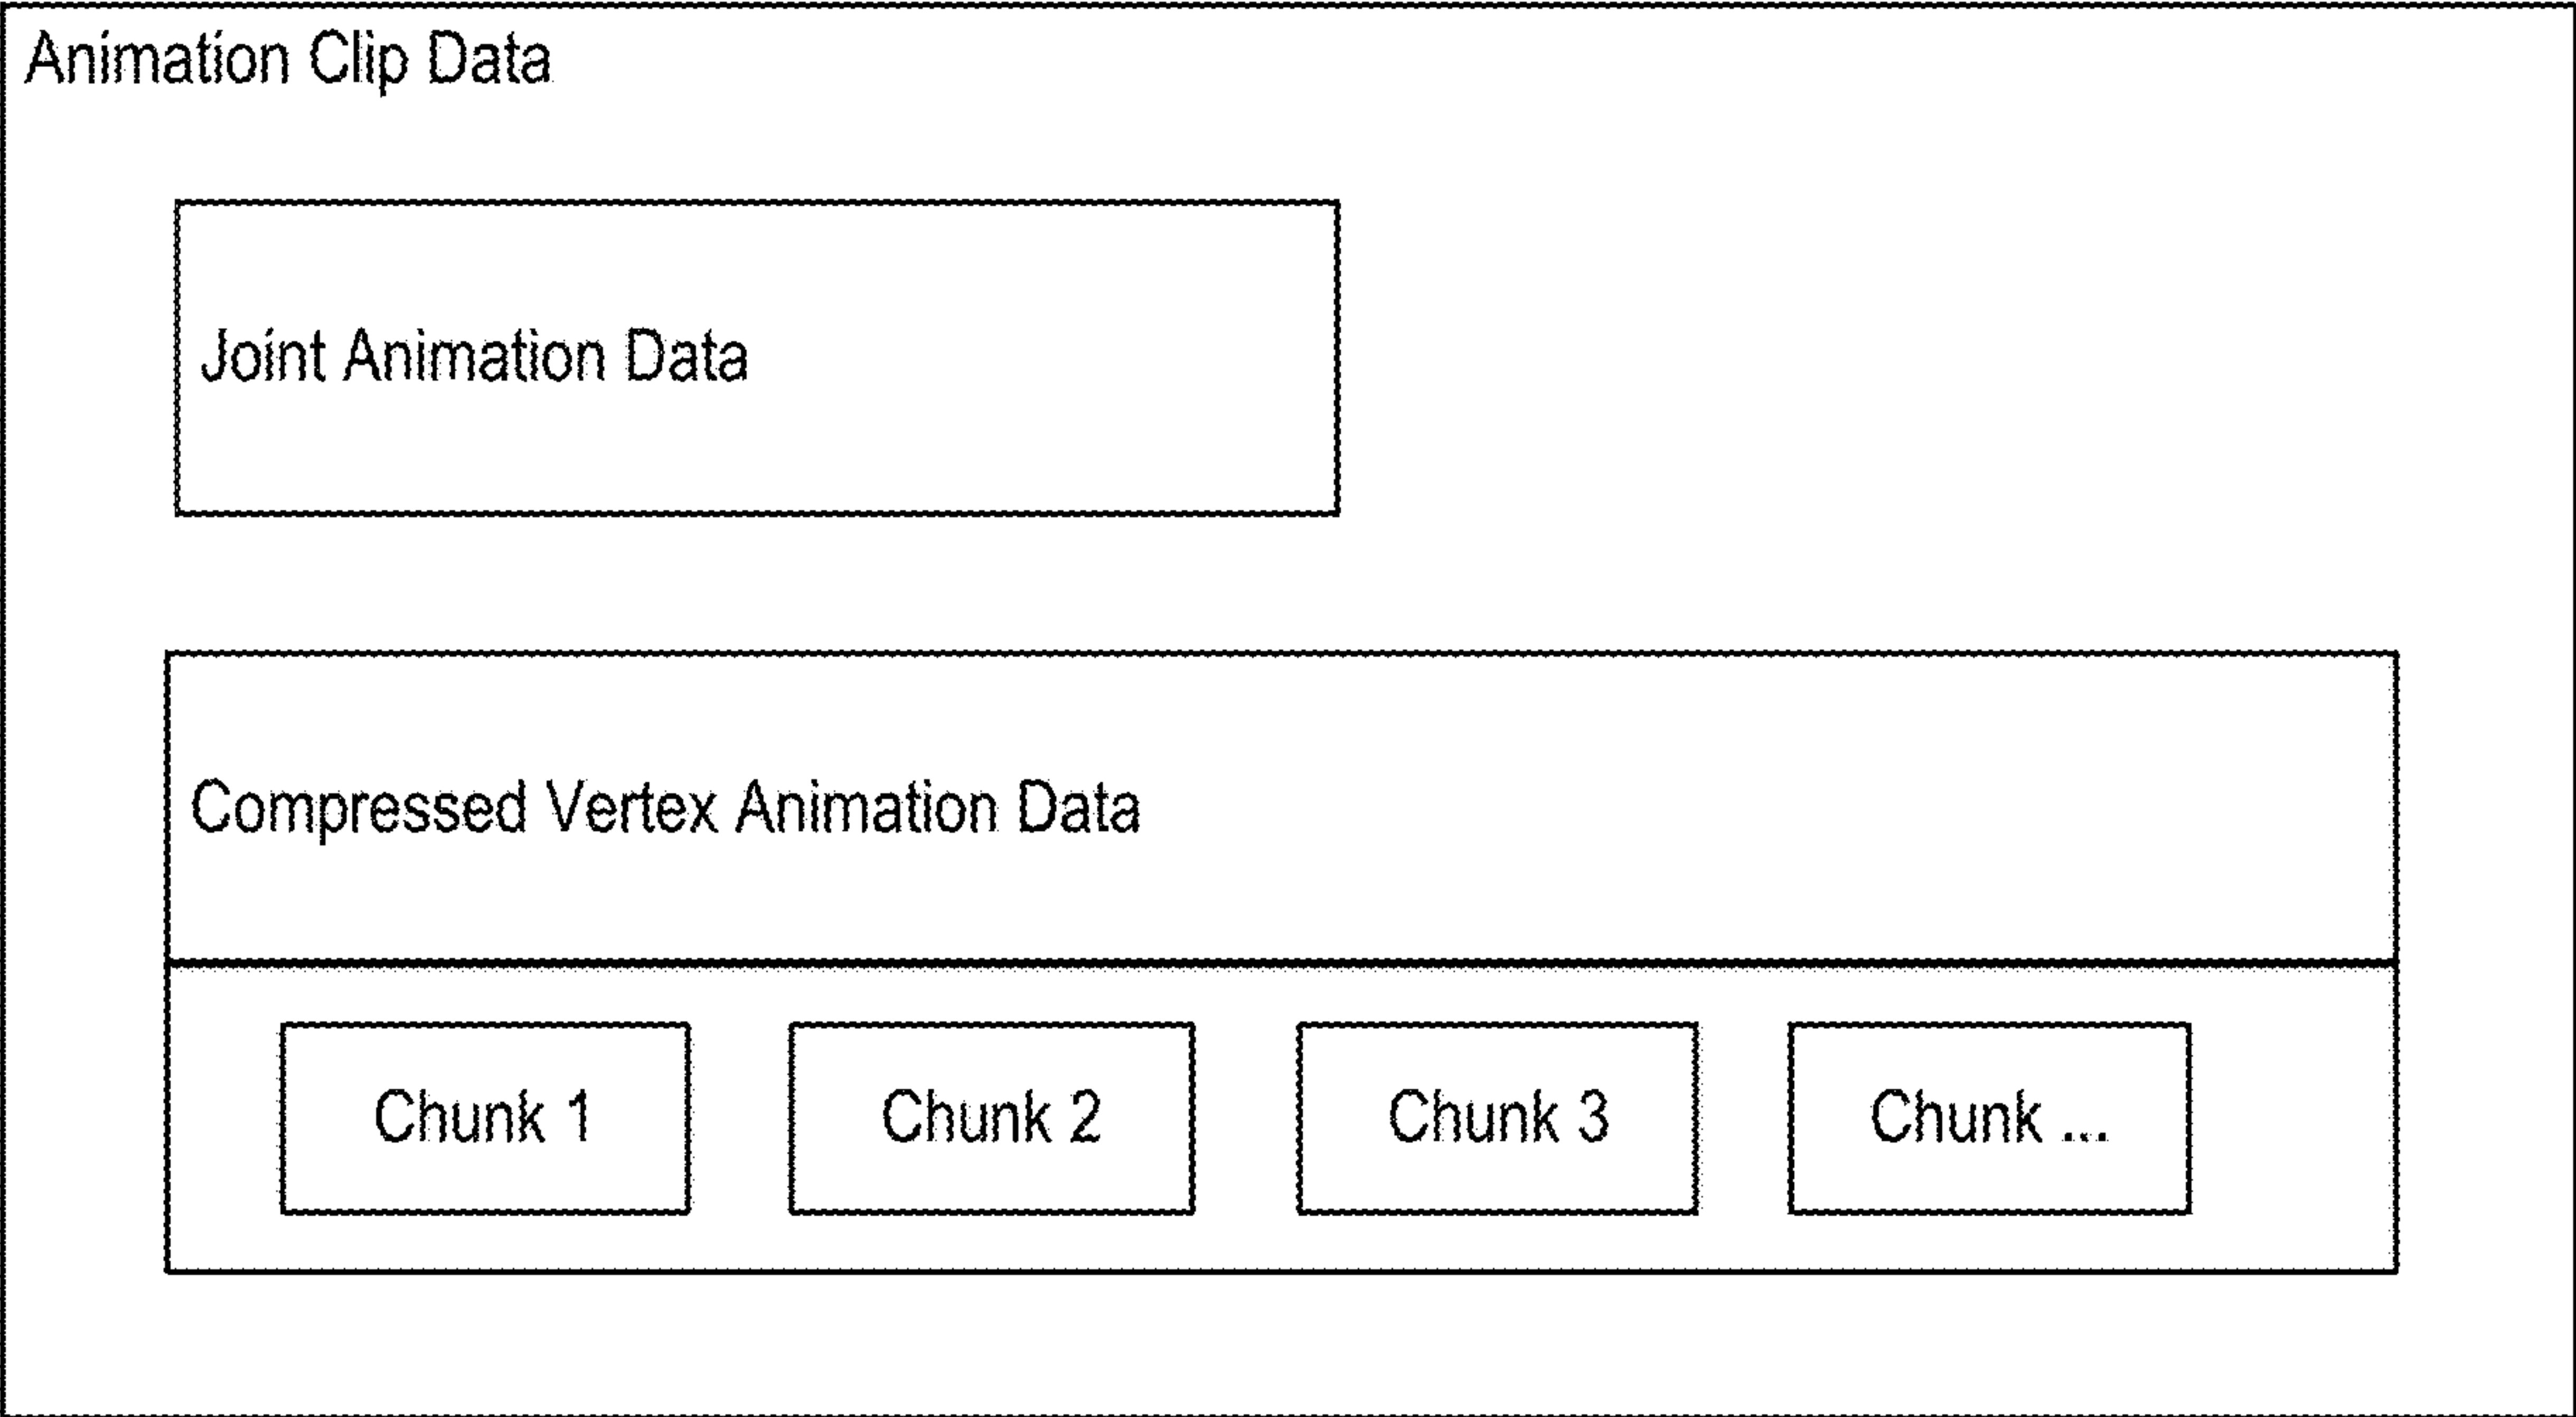 Animation Clip Data
Joint Animation Data
Compressed Vertex Animation Data
Chunk 1 Chunk 2 Chunk 3 Chunk ...